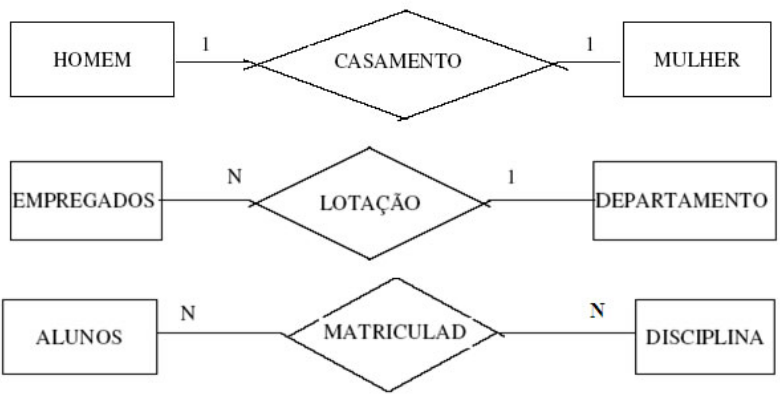 HOMEM 1 CASAMENTO 1 MULHER
EMPREGADOS N LOTAÇÃO 1 DEPARTAMENTO
ALUNOS N MATRICULAD N DISCIPLINA